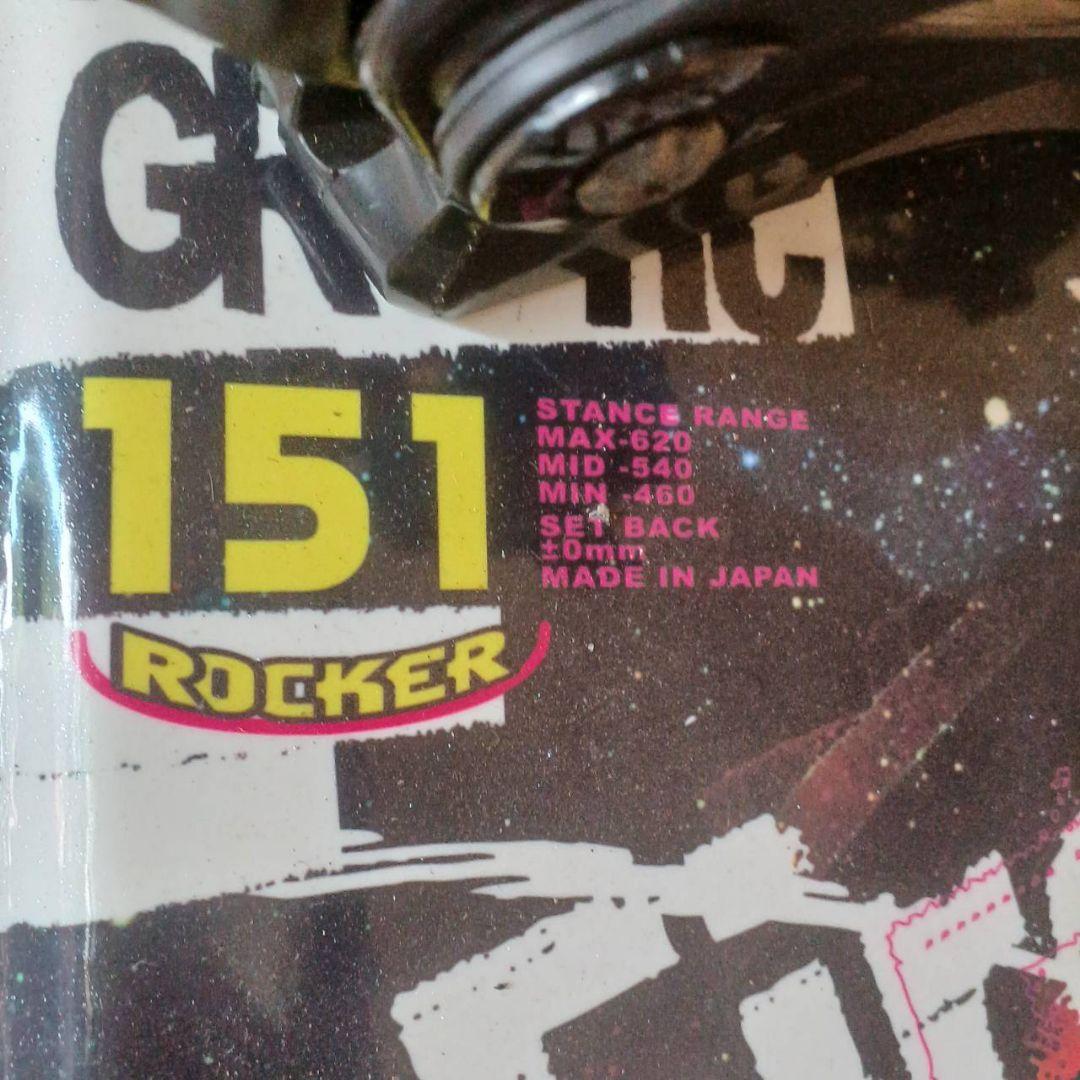 151
STANCE RANGE
MAX-620
MID -540
MIN -460
SET BACK
±0mm
MADE IN JAPAN
ROCKER